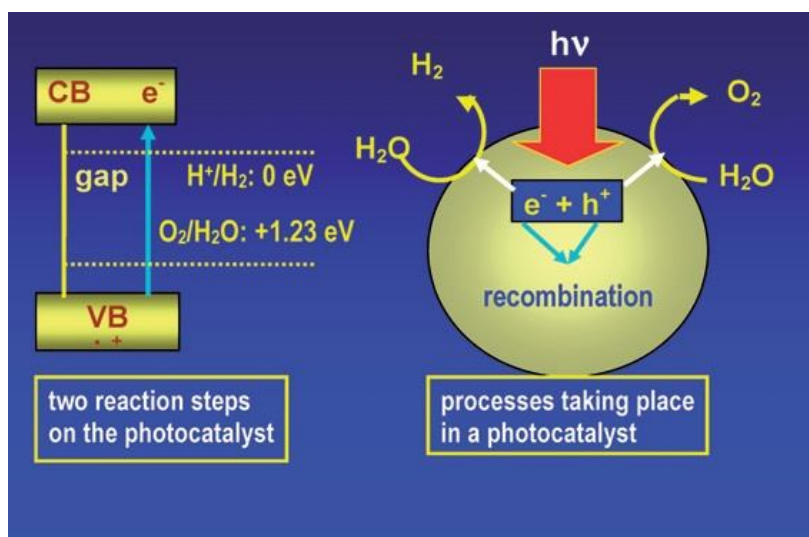 CB e⁻
gap
H⁺/H₂: 0 eV
O₂/H₂O: +1.23 eV
VB
two reaction steps
on the photocatalyst
hν
H₂
O₂
H₂O
H₂O
e⁻ + h⁺
recombination
processes taking place
in a photocatalyst